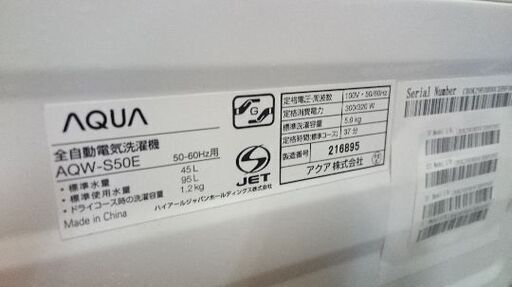 AQUA
全自動電気洗濯機
AQW-S50E 50-60Hz用
・標準水量 45L
・標準使用水量 95L
・ドライコース時の洗濯容量 1.2kg
Made in China
ハイアールジャパンホールディングス株式会社
G
S
JET
定格電圧・周波数 100V・50/60Hz
定格消費電力 300/320W
標準洗濯容量 5.0kg
定格時間(標準コース) 37分
製造番号 216895
アクア株式会社
Serial Number